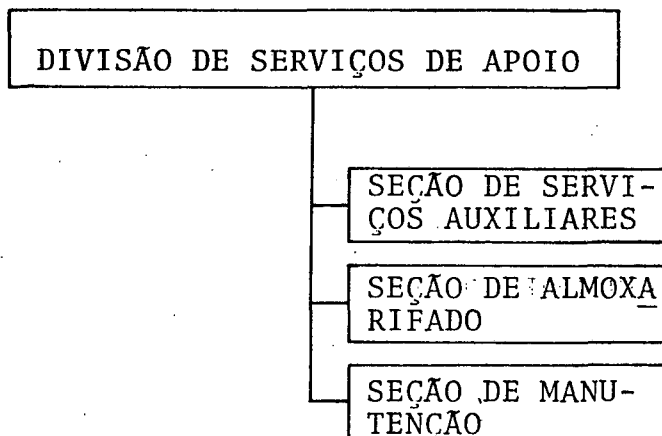 DIVISÃO DE SERVIÇOS DE APOIO
SEÇÃO DE SERVI-
ÇOS AUXILIARES
SEÇÃO DE ALMOXA
RIFADO
SEÇÃO DE MANU-
TENÇÃO